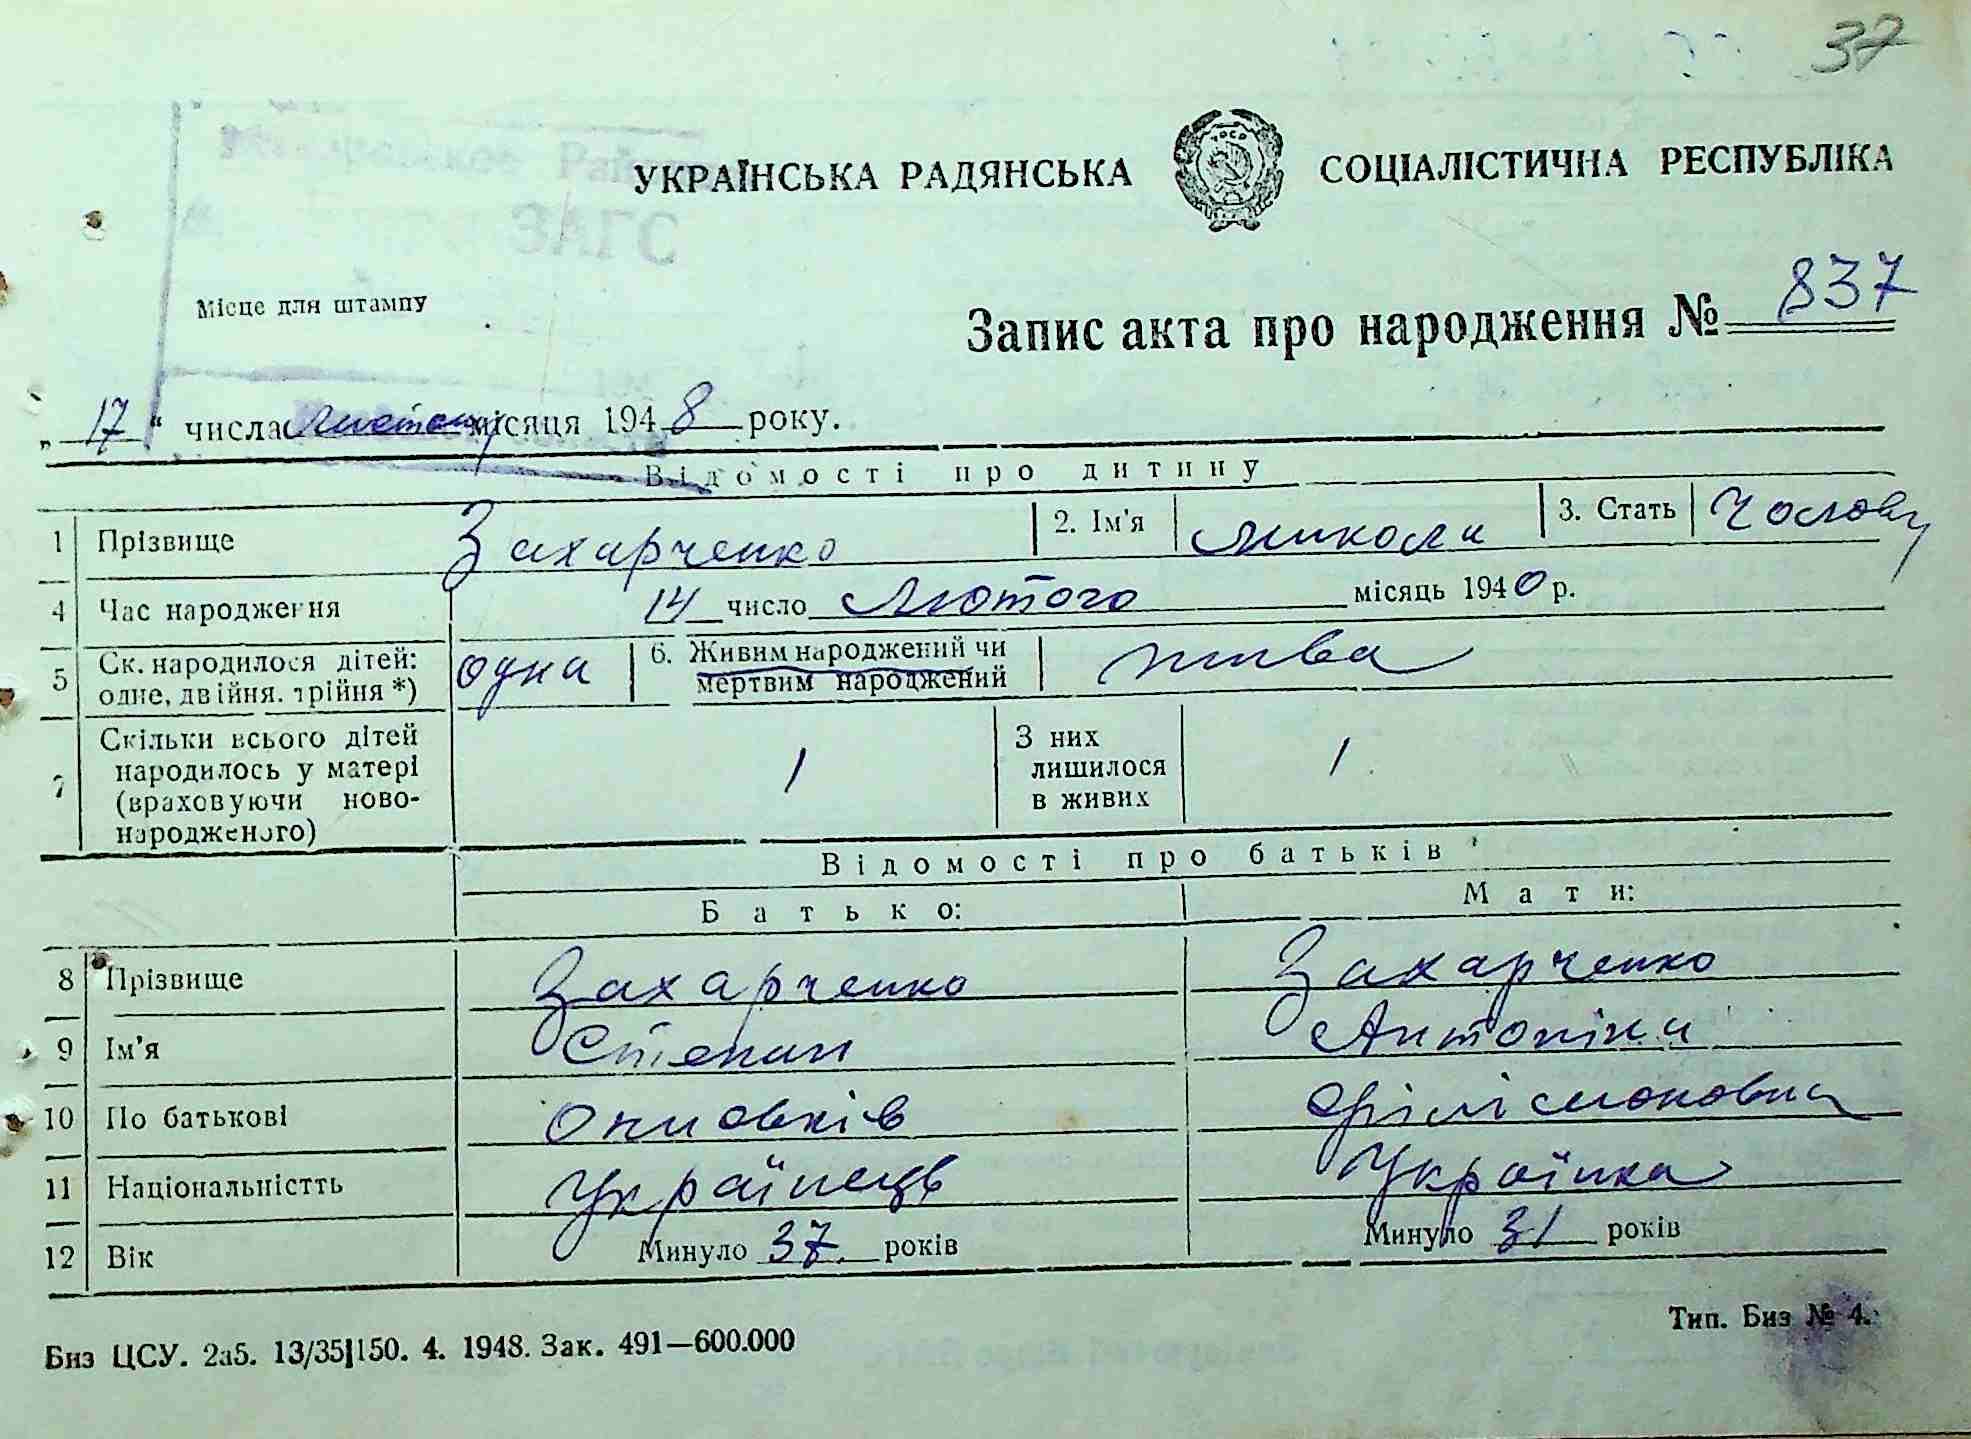 37
УКРАЇНСЬКА РАДЯНСЬКА СОЦІАЛІСТИЧНА РЕСПУБЛІКА
ЗАГС
Місце для штампу
Запис акта про народження № 837
„17“ числа листопаду місяця 1948 року.
Відомості про дитину
1 Прізвище Захарченко 2. Ім'я Микола 3. Стать Чоловіч
4 Час народження 14 число Лютого місяць 1940 р.
5 Ск. народилося дітей: одне, двійня, трійня *) одна 6. Живим народжений чи мертвим народжений жива
7 Скільки всього дітей народилось у матері (враховуючи новонародженого) 1 З них лишилося в живих 1
Відомості про батьків
Батько: Мати:
8 Прізвище Захарченко Захарченко
9 Ім'я Степан Антоніна
10 По батькові Філімоновна
11 Національністть Українець Українка
12 Вік Минуло 37 років Минуло 31 років
Биз ЦСУ. 2а5. 13/35|150. 4. 1948. Зак. 491—600.000
Тип. Биз № 4.